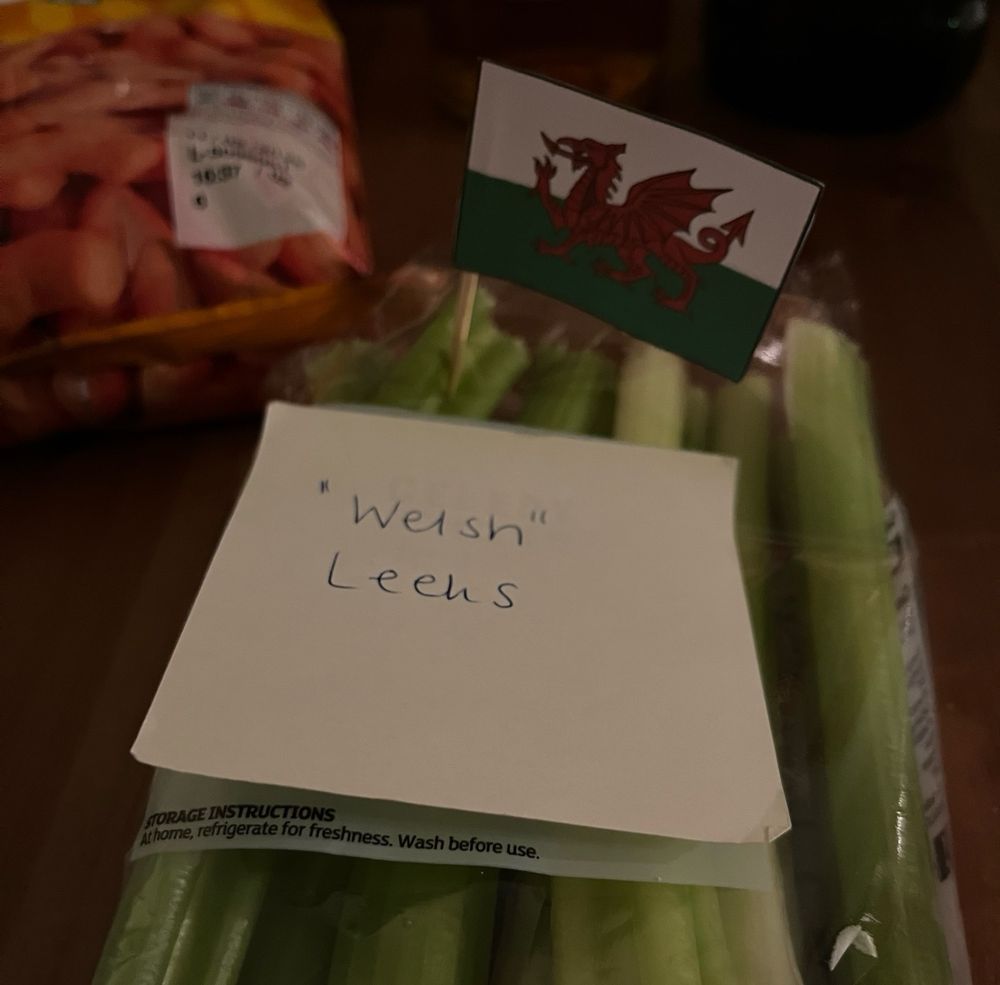 "Welsh"
Leeks
STORAGE INSTRUCTIONS
At home, refrigerate for freshness. Wash before use.